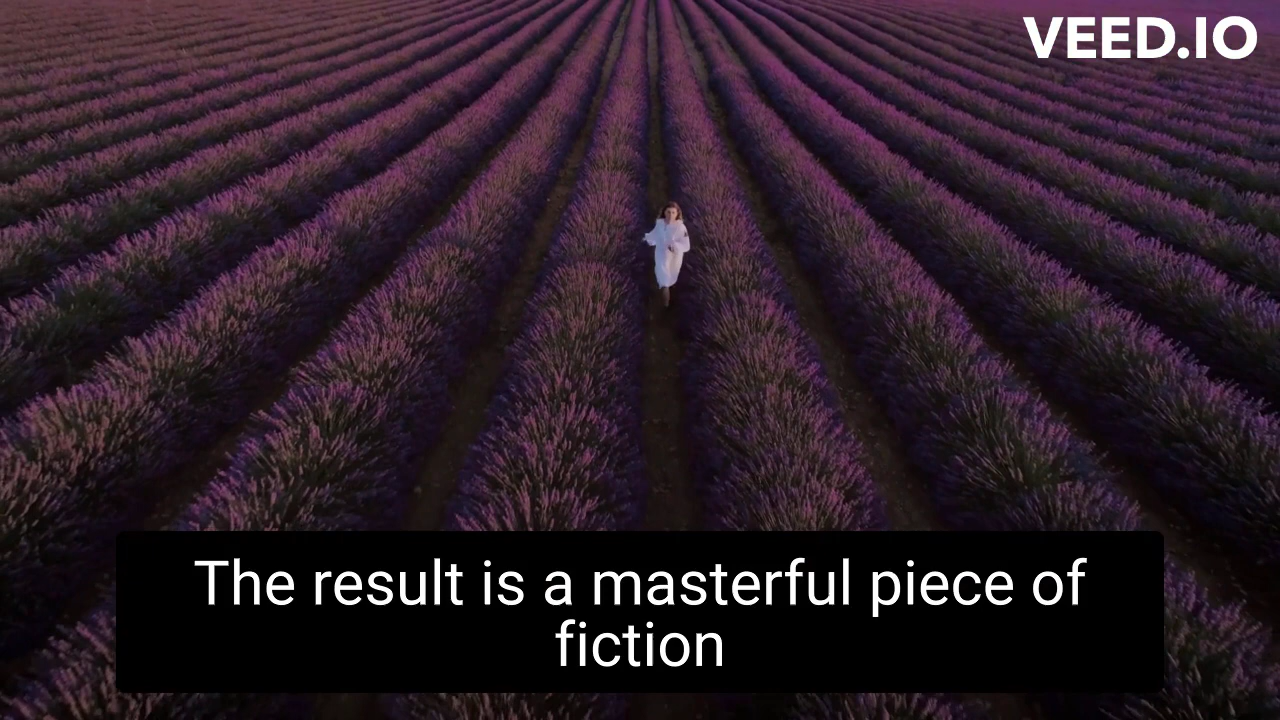 VEED.IO
The result is a masterful piece of
fiction